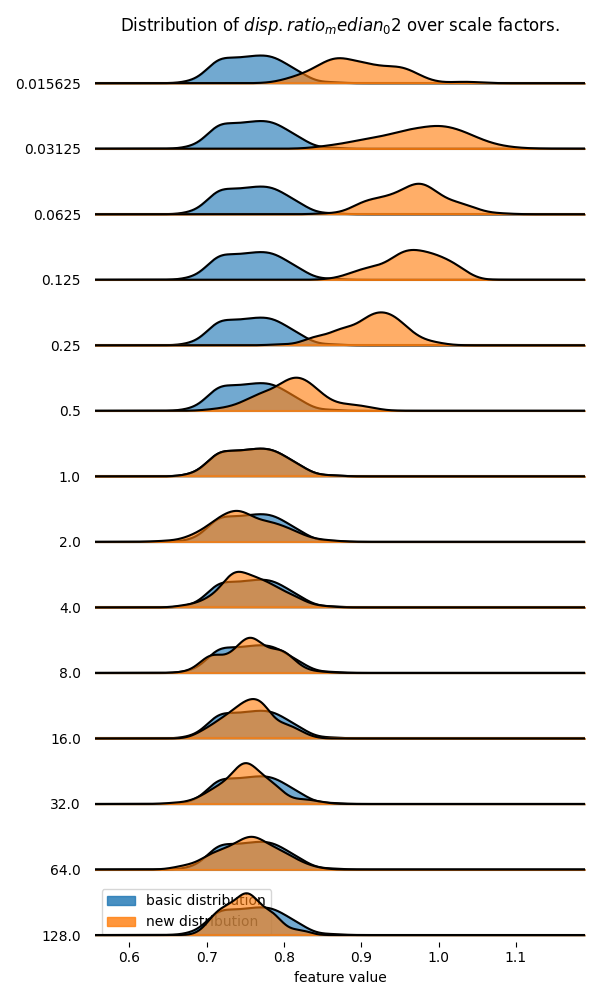 Distribution of disp.ratio_median_02 over scale factors.
0.015625
0.03125
0.0625
0.125
0.25
0.5
1.0
2.0
4.0
8.0
16.0
32.0
64.0
basic distribution
new distribution
128.0
0.6 0.7 0.8 0.9 1.0 1.1
feature value